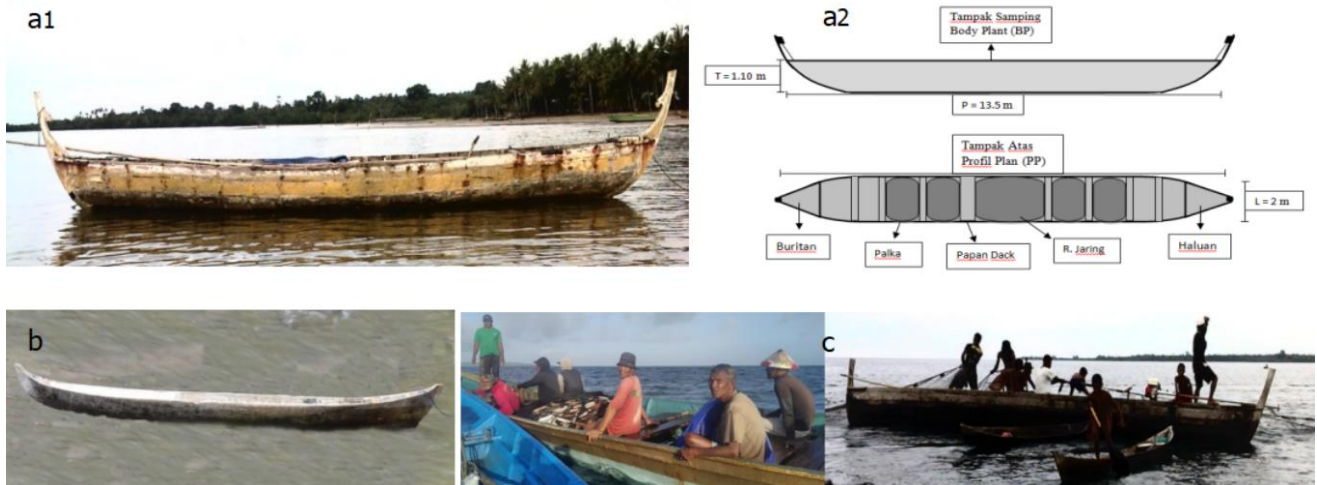 a1
a2
Tampak Samping
Body Plant (BP)
T = 1.10 m
P = 13.5 m
Tampak Atas
Profil Plan (PP)
L = 2 m
Buritan
Palka
Papan Dack
R. Jaring
Haluan
b
c